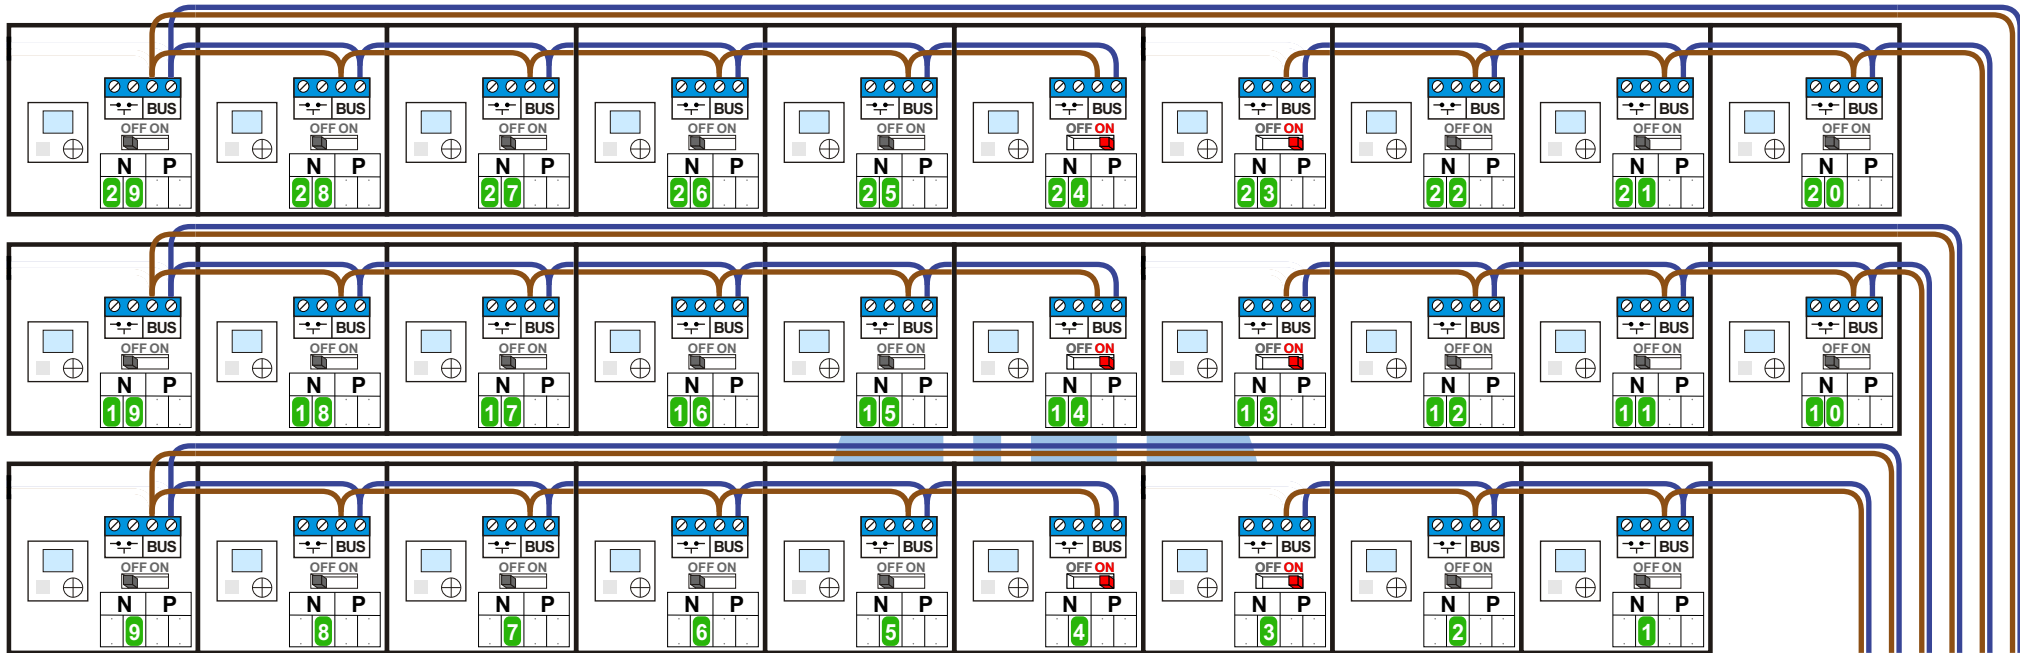 BUS BUS BUS BUS BUS BUS BUS BUS BUS BUS
OFF ON OFF ON OFF ON OFF ON OFF ON OFF ON OFF ON OFF ON OFF ON OFF ON
N P N P N P N P N P N P N P N P N P N P
29 28 27 26 25 24 23 22 21 20
BUS BUS BUS BUS BUS BUS BUS BUS BUS BUS
OFF ON OFF ON OFF ON OFF ON OFF ON OFF ON OFF ON OFF ON OFF ON OFF ON
N P N P N P N P N P N P N P N P N P N P
19 18 17 16 15 14 13 12 11 10
BUS BUS BUS BUS BUS BUS BUS BUS BUS
OFF ON OFF ON OFF ON OFF ON OFF ON OFF ON OFF ON OFF ON OFF ON
N P N P N P N P N P N P N P N P N P
9 8 7 6 5 4 3 2 1